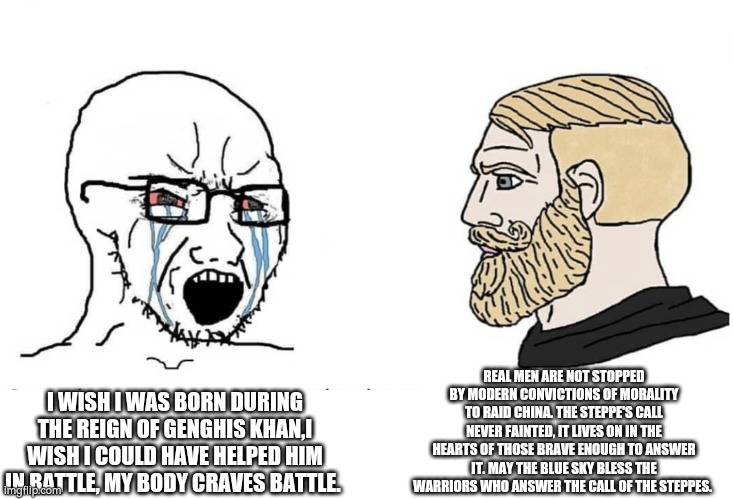 I WISH I WAS BORN DURING
THE REIGN OF GENGHIS KHAN,I
WISH I COULD HAVE HELPED HIM
IN BATTLE, MY BODY CRAVES BATTLE.
REAL MEN ARE NOT STOPPED
BY MODERN CONVICTIONS OF MORALITY
TO RAID CHINA. THE STEPPE'S CALL
NEVER FAINTED, IT LIVES ON IN THE
HEARTS OF THOSE BRAVE ENOUGH TO ANSWER
IT. MAY THE BLUE SKY BLESS THE
WARRIORS WHO ANSWER THE CALL OF THE STEPPES.
imgflip.com